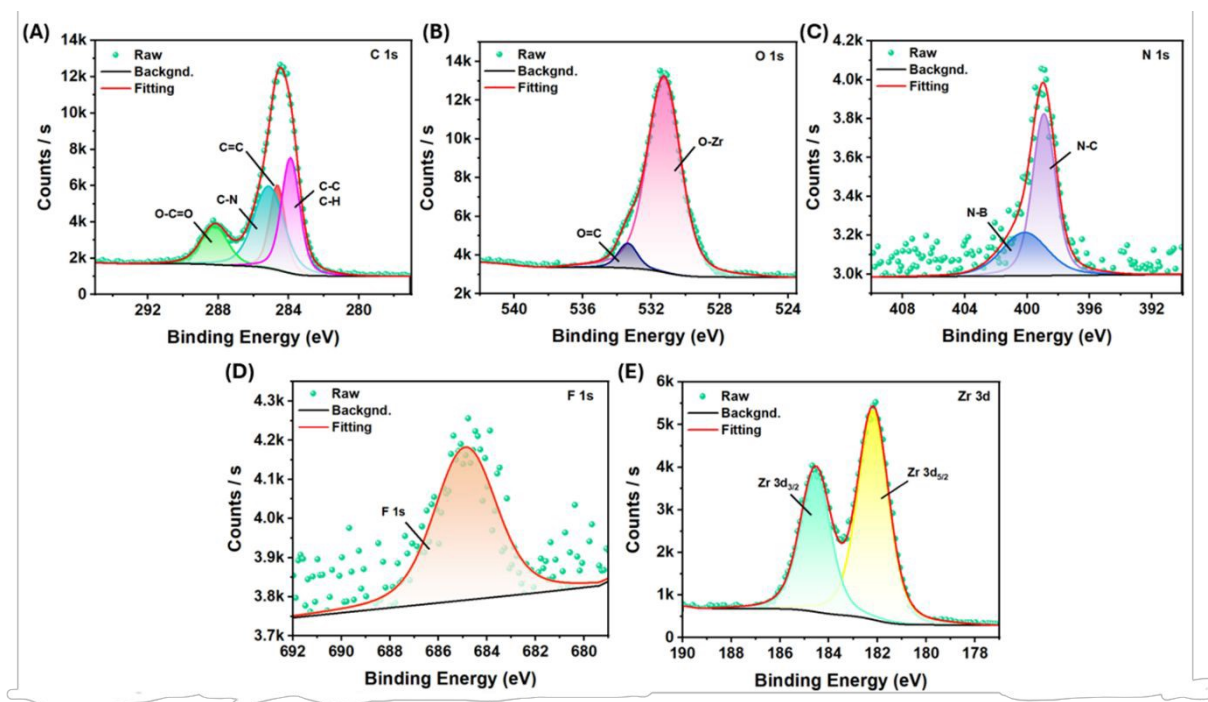 (A)
C 1s
Raw
Backgnd.
Fitting
C=C
C-N
O-C=O
C-C
C-H
14k
12k
10k
8k
6k
4k
2k
0
Counts / s
292 288 284 280
Binding Energy (eV)
(B)
O 1s
Raw
Backgnd.
Fitting
O-Zr
O=C
14k
12k
10k
8k
6k
4k
2k
Counts / s
540 536 532 528 524
Binding Energy (eV)
(C)
N 1s
Raw
Backgnd.
Fitting
N-C
N-B
4.2k
4.0k
3.8k
3.6k
3.4k
3.2k
3.0k
Counts / s
408 404 400 396 392
Binding Energy (eV)
(D)
F 1s
Raw
Backgnd.
Fitting
F 1s
4.3k
4.2k
4.1k
4.0k
3.9k
3.8k
3.7k
Counts / s
692 690 688 686 684 682 680
Binding Energy (eV)
(E)
Zr 3d
Raw
Backgnd.
Fitting
Zr 3d3/2
Zr 3d5/2
6k
5k
4k
3k
2k
1k
0
Counts / s
190 188 186 184 182 180 178
Binding Energy (eV)